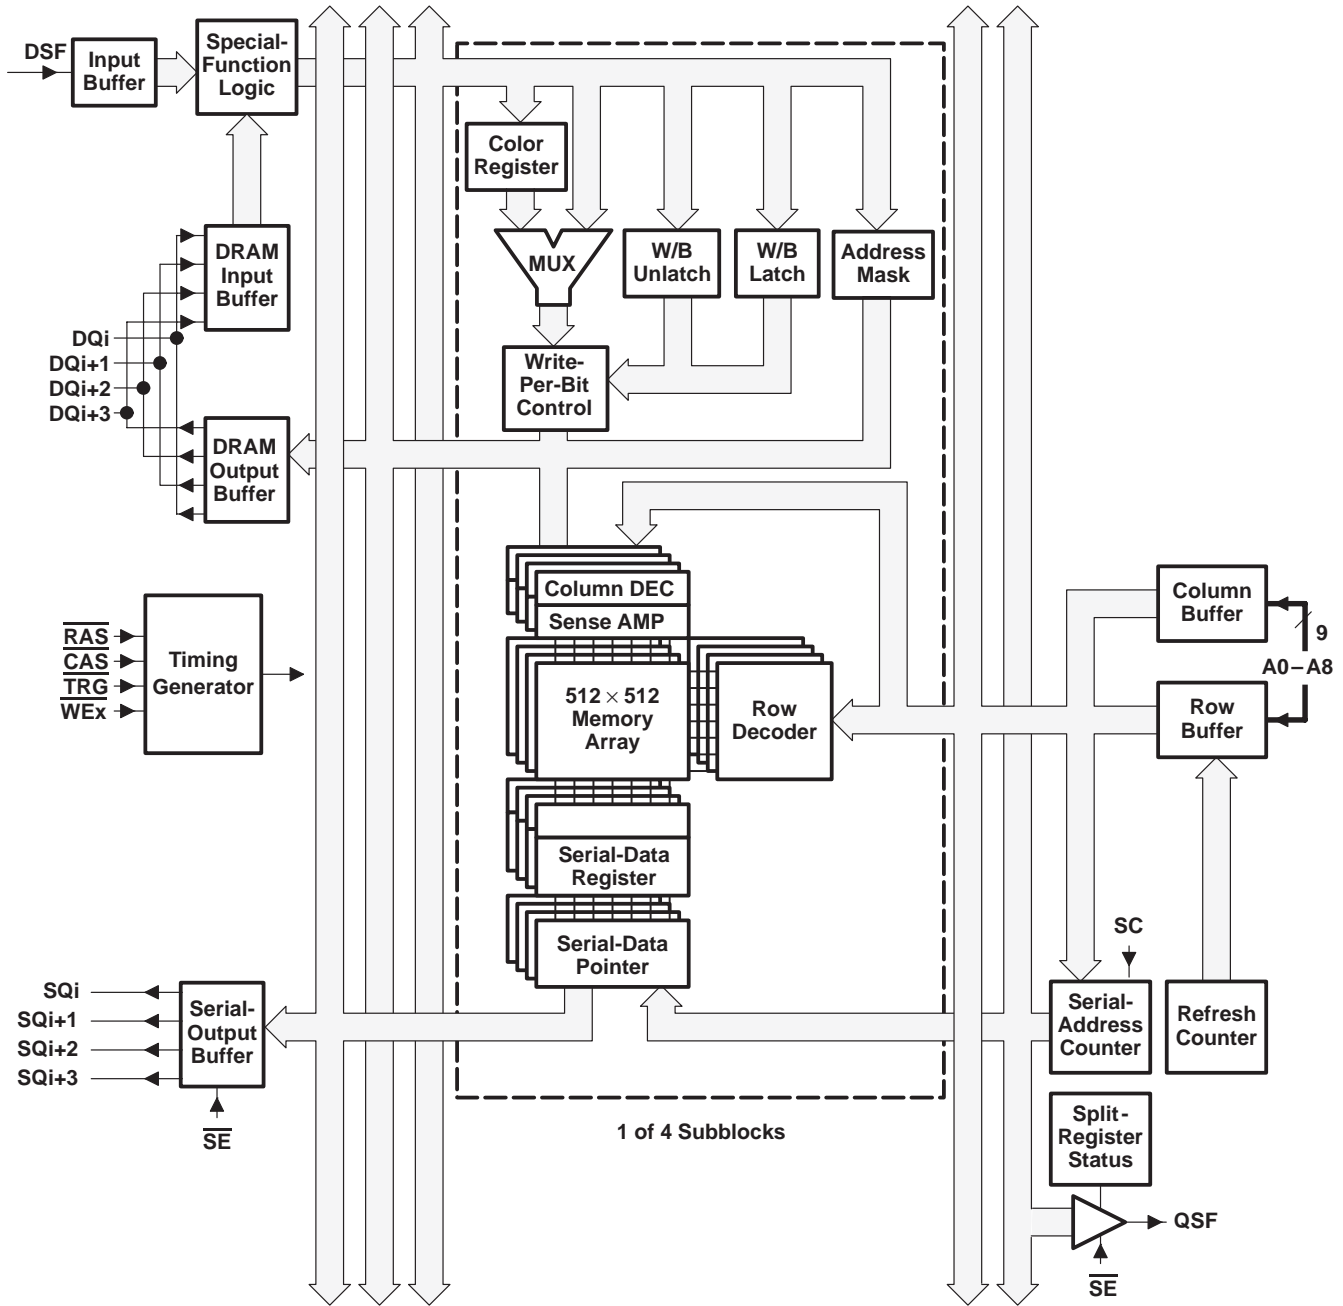 DSF
Input
Buffer
Special-
Function
Logic
Color
Register
MUX
W/B
Unlatch
W/B
Latch
Address
Mask
DRAM
Input
Buffer
DQi
DQi+1
DQi+2
DQi+3
Write-
Per-Bit
Control
DRAM
Output
Buffer
Column DEC
Sense AMP
RAS
CAS
TRG
WEx
Timing
Generator
512 × 512
Memory
Array
Row
Decoder
Column
Buffer
9
A0–A8
Row
Buffer
Serial-Data
Register
Serial-Data
Pointer
SC
Serial-
Address
Counter
Refresh
Counter
SQi
SQi+1
SQi+2
SQi+3
Serial-
Output
Buffer
SE
1 of 4 Subblocks
Split-
Register
Status
QSF
SE